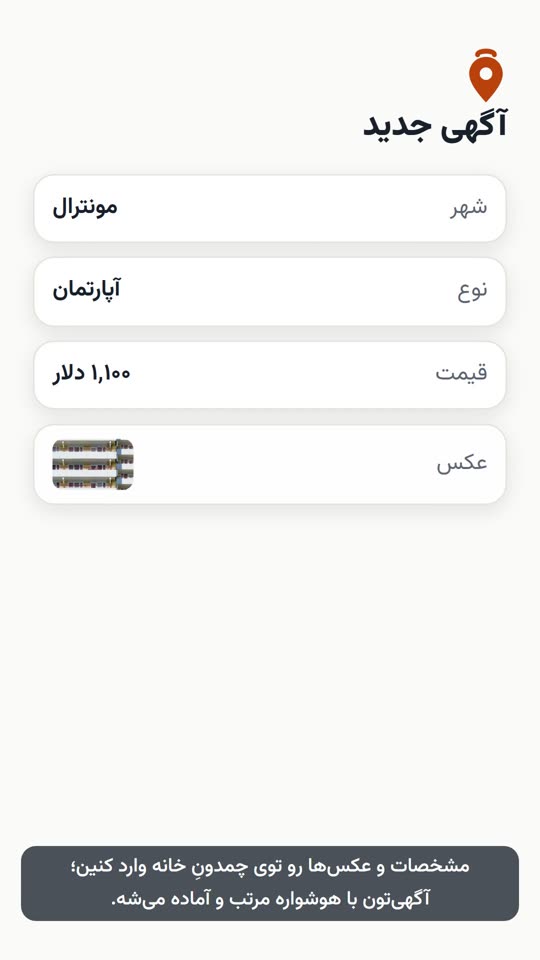 آگهی جدید
شهر مونترال
نوع آپارتمان
قیمت ۱,۱۰۰ دلار
عکس
مشخصات و عکس‌ها رو توی چمدونِ خانه وارد کنین؛
آگهی‌تون با هوشواره مرتب و آماده می‌شه.